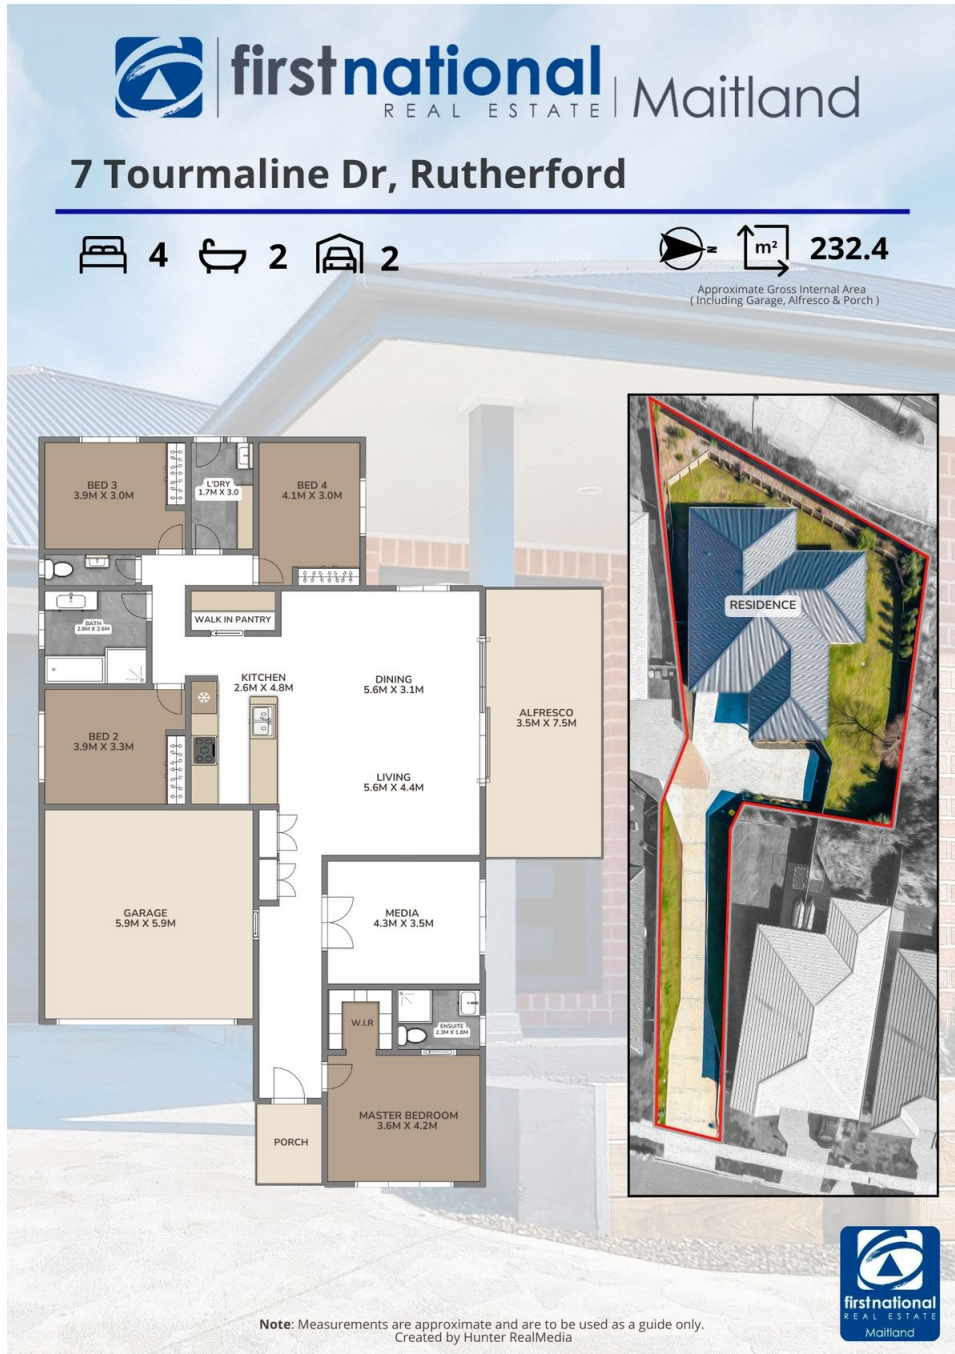 firstnational
REAL ESTATE
Maitland
7 Tourmaline Dr, Rutherford
4
2
2
N
m²
232.4
Approximate Gross Internal Area
( Including Garage, Alfresco & Porch )
BED 3
3.9M X 3.0M
L'DRY
1.7M X 3.0
BED 4
4.1M X 3.0M
BATH
2.8M X 2.6M
WALK IN PANTRY
KITCHEN
2.6M X 4.8M
DINING
5.6M X 3.1M
ALFRESCO
3.5M X 7.5M
BED 2
3.9M X 3.3M
LIVING
5.6M X 4.4M
GARAGE
5.9M X 5.9M
MEDIA
4.3M X 3.5M
W.I.R
ENSUITE
2.3M X 1.8M
MASTER BEDROOM
3.6M X 4.2M
PORCH
RESIDENCE
firstnational
REAL ESTATE
Maitland
Note: Measurements are approximate and are to be used as a guide only.
Created by Hunter RealMedia